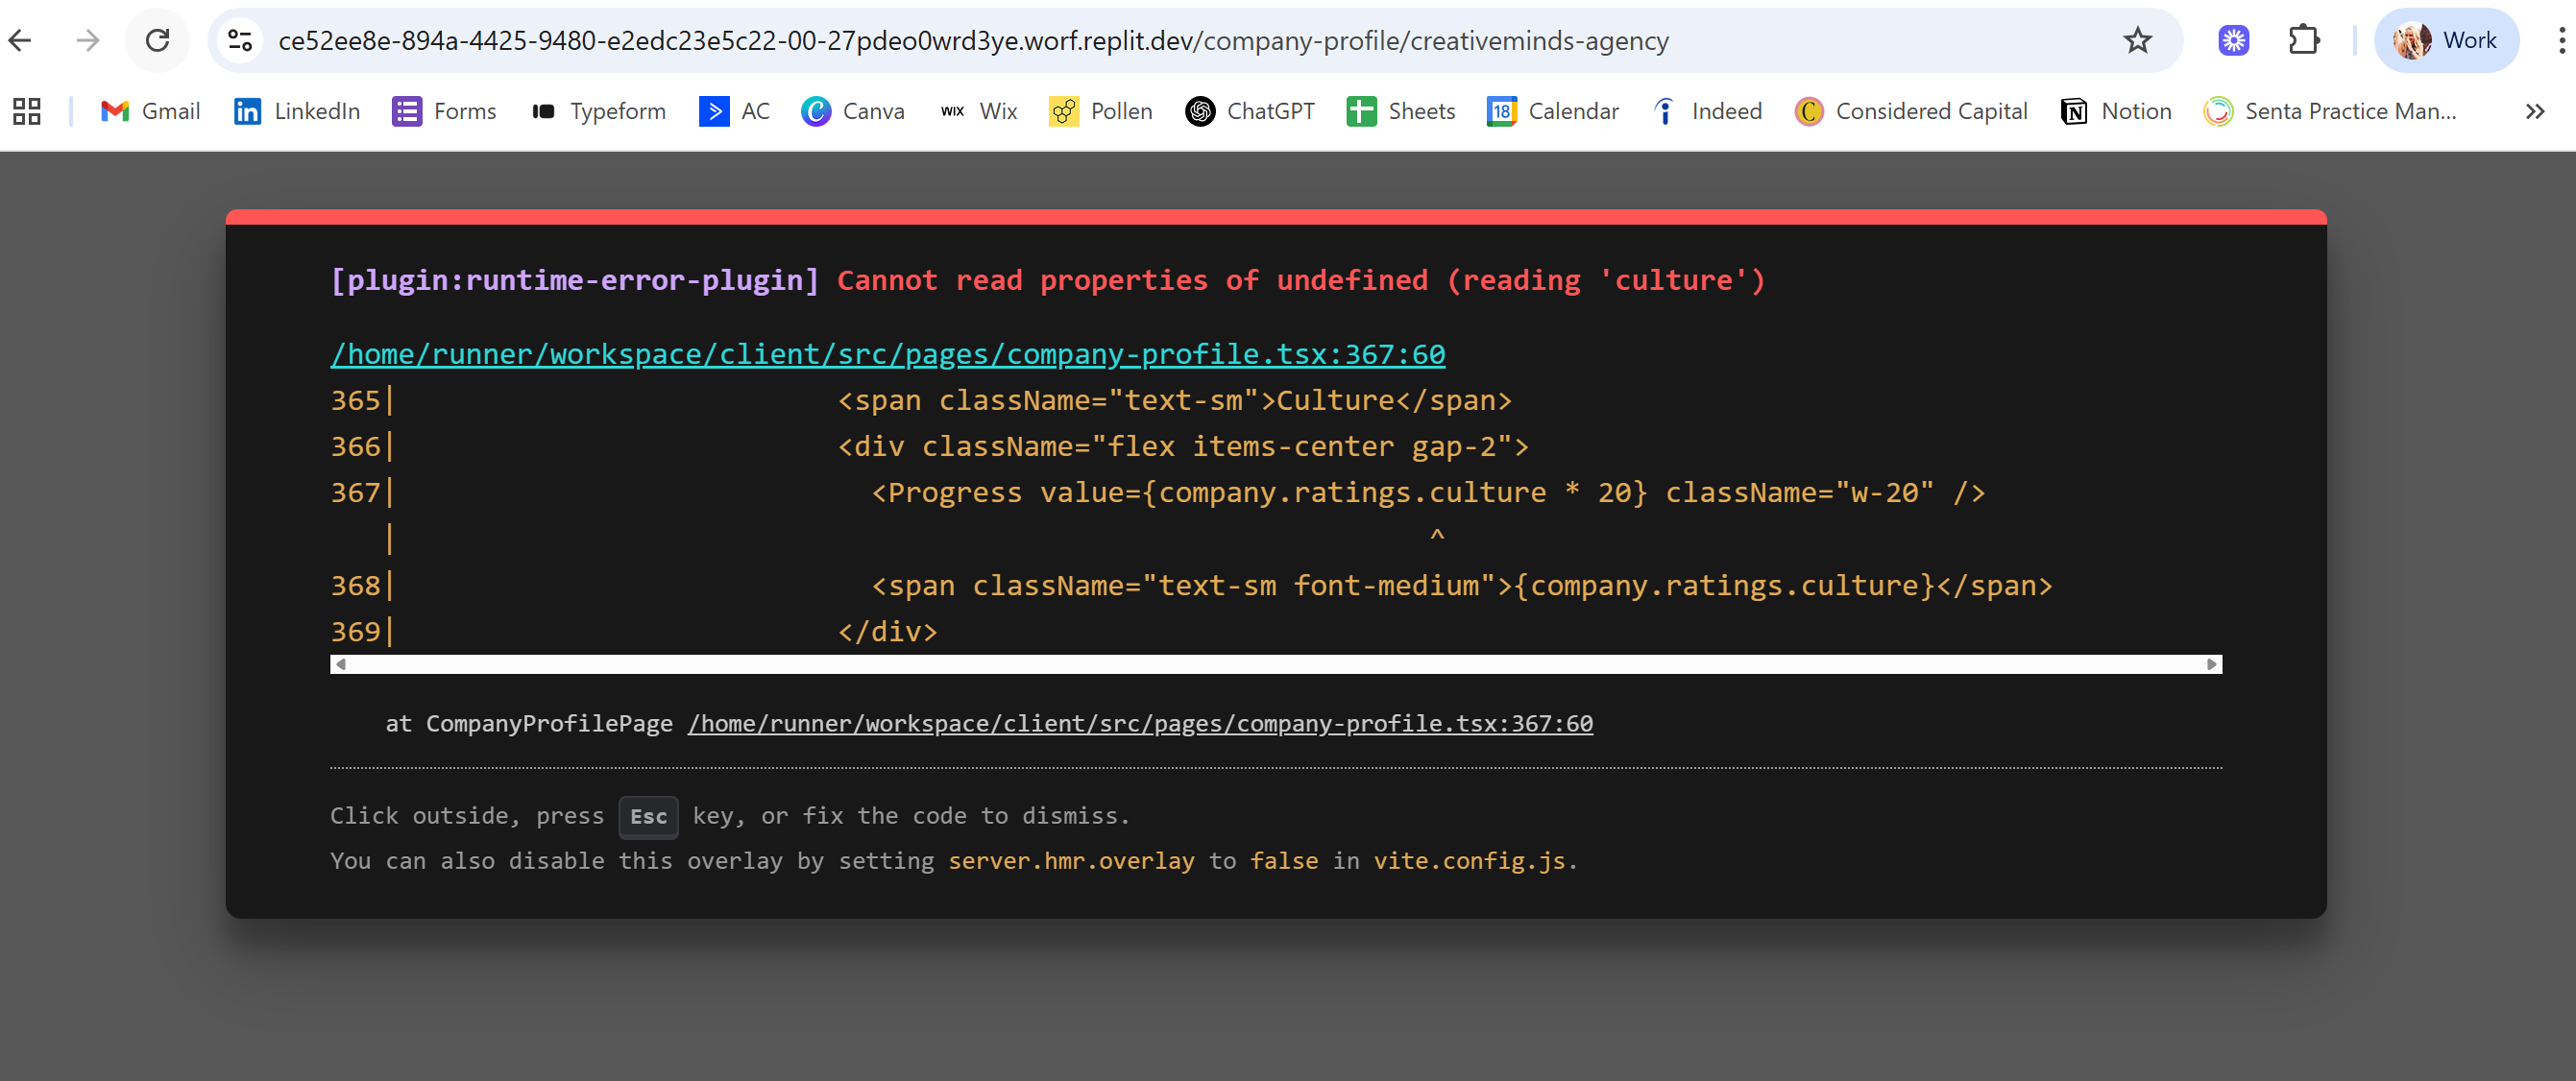 ce52ee8e-894a-4425-9480-e2edc23e5c22-00-27pdeo0wrd3ye.worf.replit.dev/company-profile/creativeminds-agency
Work
Gmail
in LinkedIn
Forms
Typeform
AC
C Canva
WIX Wix
Pollen
ChatGPT
Sheets
18 Calendar
Indeed
C Considered Capital
N Notion
Senta Practice Man...
[plugin:runtime-error-plugin] Cannot read properties of undefined (reading 'culture')
/home/runner/workspace/client/src/pages/company-profile.tsx:367:60
365| <span className="text-sm">Culture</span>
366| <div className="flex items-center gap-2">
367| <Progress value={company.ratings.culture * 20} className="w-20" />
| ^
368| <span className="text-sm font-medium">{company.ratings.culture}</span>
369| </div>
at CompanyProfilePage /home/runner/workspace/client/src/pages/company-profile.tsx:367:60
Click outside, press Esc key, or fix the code to dismiss.
You can also disable this overlay by setting server.hmr.overlay to false in vite.config.js.